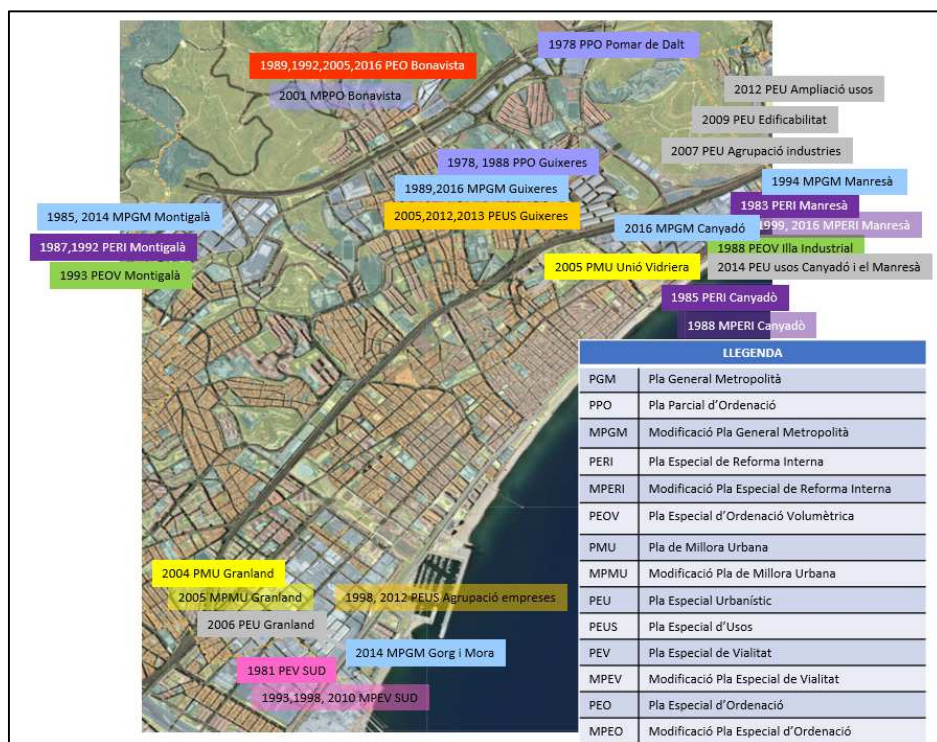 1978 PPO Pomar de Dalt
1989,1992,2005,2016 PEO Bonavista
2001 MPPO Bonavista
2012 PEU Ampliació usos
2009 PEU Edificabilitat
2007 PEU Agrupació industries
1978, 1988 PPO Guixeres
1989,2016 MPGM Guixeres
2005,2012,2013 PEUS Guixeres
1994 MPGM Manresà
1983 PERI Manresà
1999, 2016 MPERI Manresà
2016 MPGM Canyadó
1988 PEOV Illa Industrial
2014 PEU usos Canyadó i el Manresà
1985, 2014 MPGM Montigalà
1987,1992 PERI Montigalà
1993 PEOV Montigalà
2005 PMU Unió Vidriera
1985 PERI Canyadò
1988 MPERI Canyadò
LLEGENDA
PGM Pla General Metropolità
PPO Pla Parcial d'Ordenació
MPGM Modificació Pla General Metropolità
PERI Pla Especial de Reforma Interna
MPERI Modificació Pla Especial de Reforma Interna
PEOV Pla Especial d'Ordenació Volumètrica
PMU Pla de Millora Urbana
MPMU Modificació Pla de Millora Urbana
PEU Pla Especial Urbanístic
PEUS Pla Especial d'Usos
PEV Pla Especial de Vialitat
MPEV Modificació Pla Especial de Vialitat
PEO Pla Especial d'Ordenació
MPEO Modificació Pla Especial d'Ordenació
2004 PMU Granland
2005 MPMU Granland
2006 PEU Granland
1998, 2012 PEUS Agrupació empreses
2014 MPGM Gorg i Mora
1981 PEV SUD
1993,1998, 2010 MPEV SUD